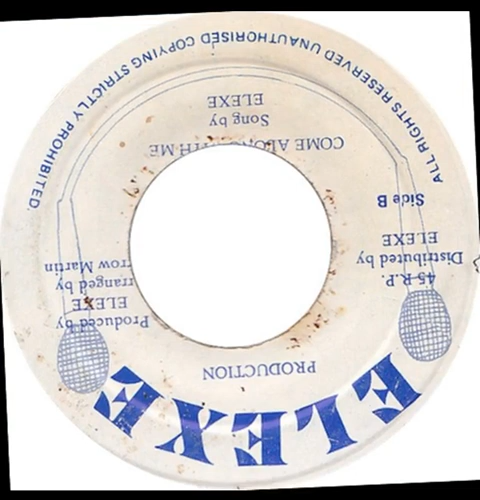 ELEXE
PRODUCTION
45-R.P.
Distributed by
ELEXE
Side B
Produced by
ELEXE
rranged by
rrow Martin
COME ALONG WITH ME
Song by
ELEXE
ALL RIGHTS RESERVED UNAUTHORISED COPYING STRICTLY PROHIBITED.